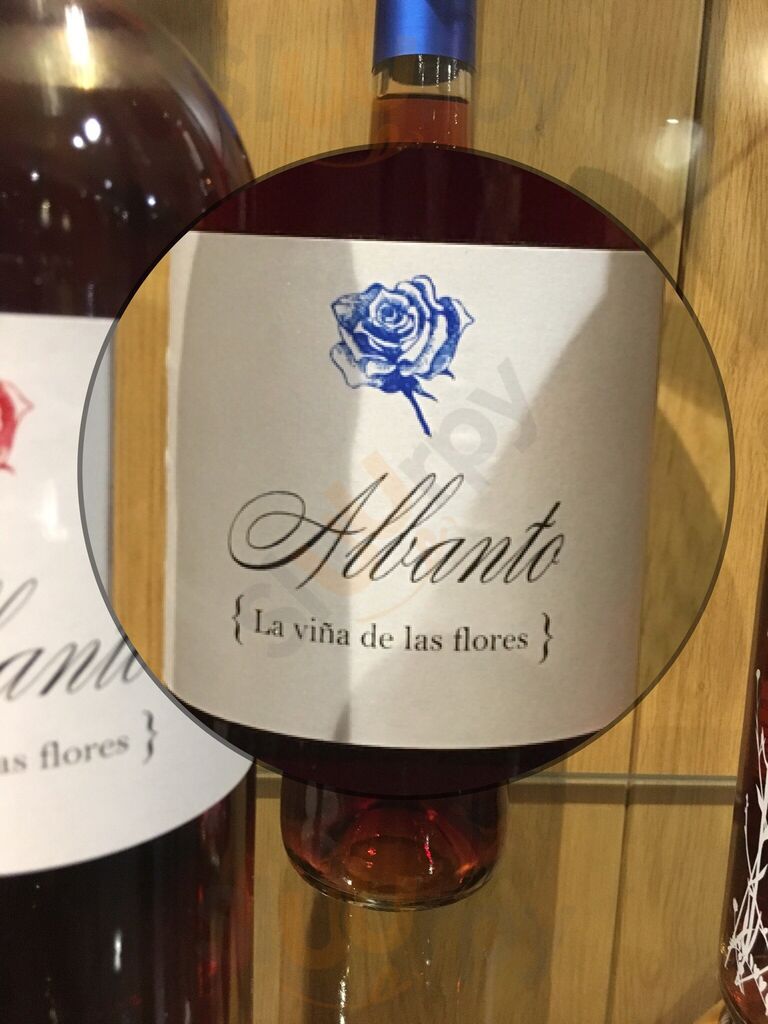 Albanto
{ La viña de las flores }
as flores }